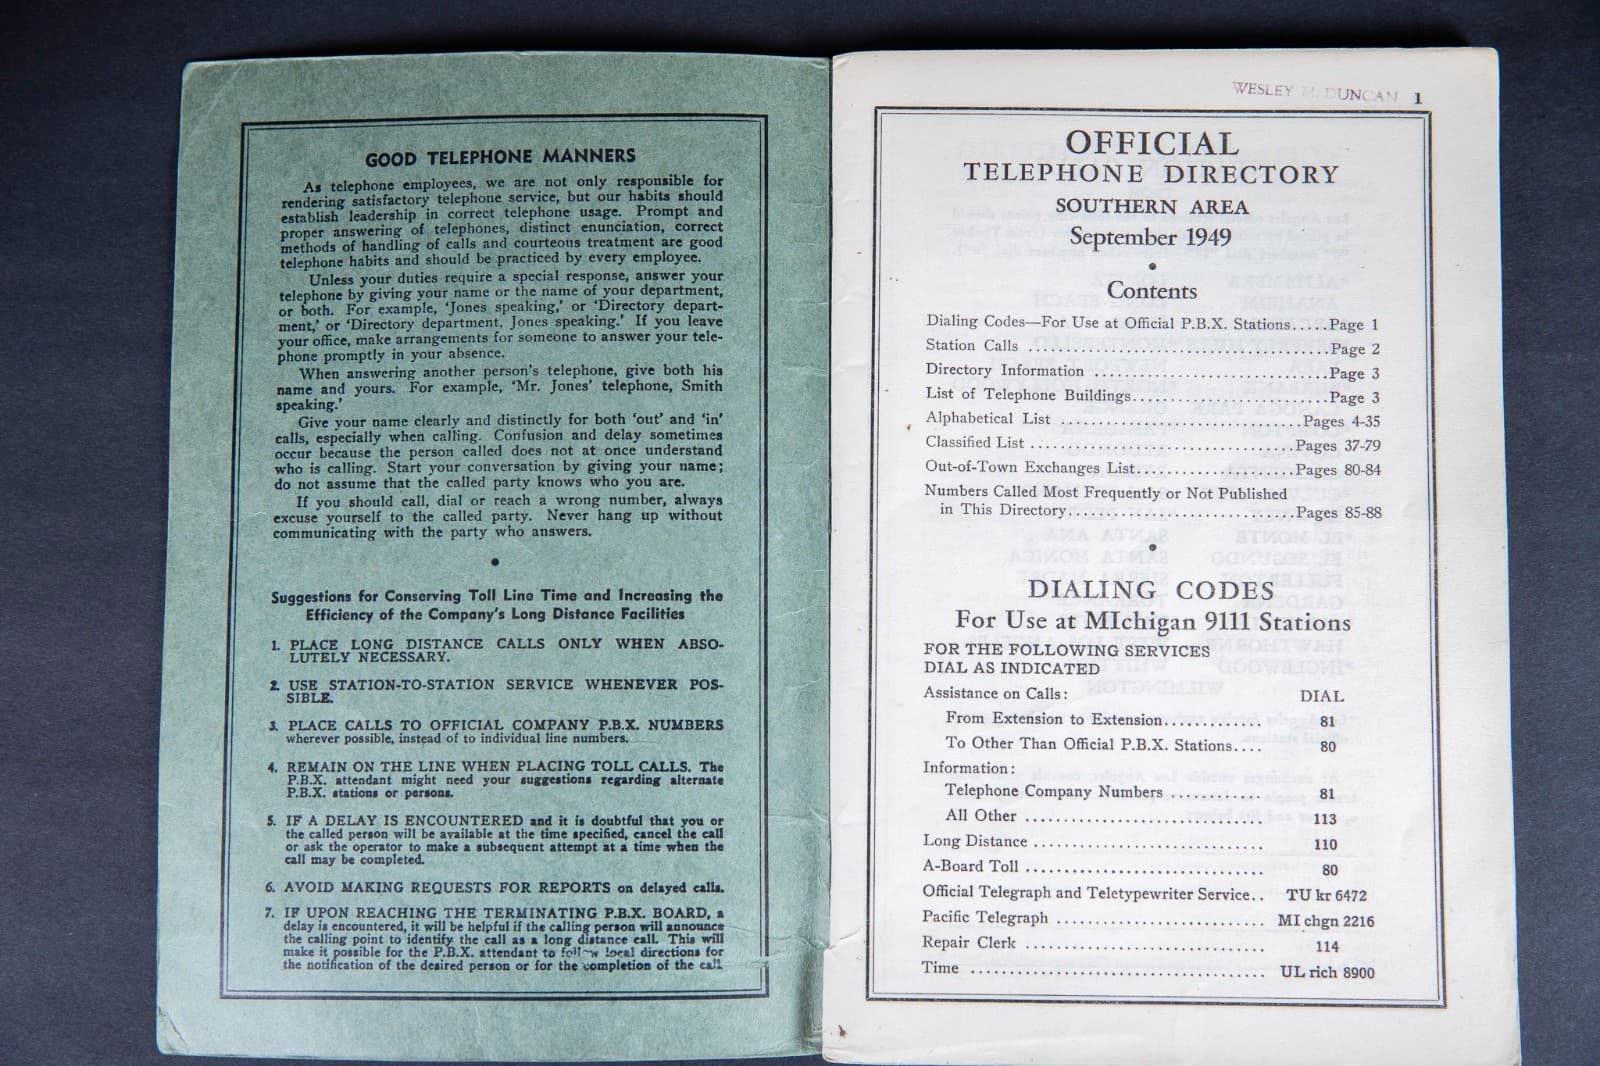 GOOD TELEPHONE MANNERS
As telephone employees, we are not only responsible for
rendering satisfactory telephone service, but our habits should
establish leadership in correct telephone usage. Prompt and
proper answering of telephones, distinct enunciation, correct
methods of handling of calls and courteous treatment are good
telephone habits and should be practiced by every employee.
Unless your duties require a special response, answer your
telephone by giving your name or the name of your department,
or both. For example, 'Jones speaking,' or 'Directory depart-
ment,' or 'Directory department, Jones speaking.' If you leave
your office, make arrangements for someone to answer your tele-
phone promptly in your absence.
When answering another person's telephone, give both his
name and yours. For example, 'Mr. Jones' telephone, Smith
speaking.'
Give your name clearly and distinctly for both 'out' and 'in'
calls, especially when calling. Confusion and delay sometimes
occur because the person called does not at once understand
who is calling. Start your conversation by giving your name;
do not assume that the called party knows who you are.
If you should call, dial or reach a wrong number, always
excuse yourself to the called party. Never hang up without
communicating with the party who answers.
•
Suggestions for Conserving Toll Line Time and Increasing the
Efficiency of the Company's Long Distance Facilities
1. PLACE LONG DISTANCE CALLS ONLY WHEN ABSO-
LUTELY NECESSARY.
2. USE STATION-TO-STATION SERVICE WHENEVER POS-
SIBLE.
3. PLACE CALLS TO OFFICIAL COMPANY P.B.X. NUMBERS
wherever possible, instead of to individual line numbers.
4. REMAIN ON THE LINE WHEN PLACING TOLL CALLS. The
P.B.X. attendant might need your suggestions regarding alternate
P.B.X. stations or persons.
5. IF A DELAY IS ENCOUNTERED and it is doubtful that you or
the called person will be available at the time specified, cancel the call
or ask the operator to make a subsequent attempt at a time when the
call may be completed.
6. AVOID MAKING REQUESTS FOR REPORTS on delayed calls.
7. IF UPON REACHING THE TERMINATING P.B.X. BOARD, a
delay is encountered, it will be helpful if the calling person will announce
the calling point to identify the call as a long distance call. This will
make it possible for the P.B.X. attendant to follow local directions for
the notification of the desired person or for the completion of the call
WESLEY M. DUNCAN 1
OFFICIAL
TELEPHONE DIRECTORY
SOUTHERN AREA
September 1949
•
Contents
Dialing Codes—For Use at Official P.B.X. Stations.....Page 1
Station Calls ..................................Page 2
Directory Information ..........................Page 3
List of Telephone Buildings......................Page 3
Alphabetical List ............................Pages 4-35
Classified List ..............................Pages 37-79
Out-of-Town Exchanges List..................Pages 80-84
Numbers Called Most Frequently or Not Published
in This Directory..........................Pages 85-88
•
DIALING CODES
For Use at MIchigan 9111 Stations
FOR THE FOLLOWING SERVICES
DIAL AS INDICATED
Assistance on Calls: DIAL
From Extension to Extension............. 81
To Other Than Official P.B.X. Stations.... 80
Information:
Telephone Company Numbers ............ 81
All Other .............................. 113
Long Distance .............................. 110
A-Board Toll ............................... 80
Official Telegraph and Teletypewriter Service.. TU kr 6472
Pacific Telegraph ........................... MI chgn 2216
Repair Clerk ............................... 114
Time ...................................... UL rich 8900